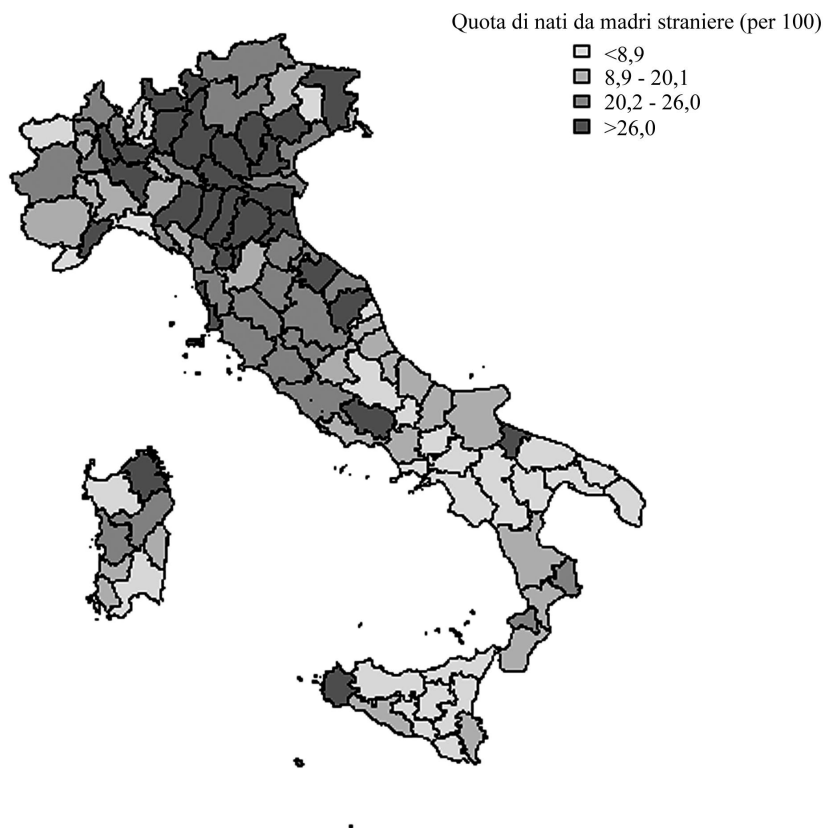 Quota di nati da madri straniere (per 100)
<8,9
8,9 - 20,1
20,2 - 26,0
>26,0